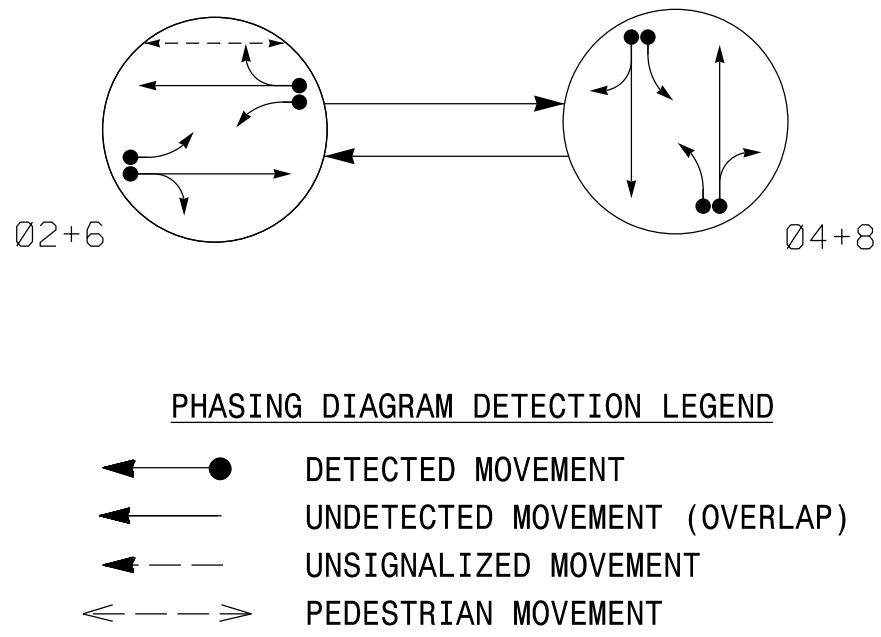 Ø2+6
Ø4+8
PHASING DIAGRAM DETECTION LEGEND
DETECTED MOVEMENT
UNDETECTED MOVEMENT (OVERLAP)
UNSIGNALIZED MOVEMENT
PEDESTRIAN MOVEMENT